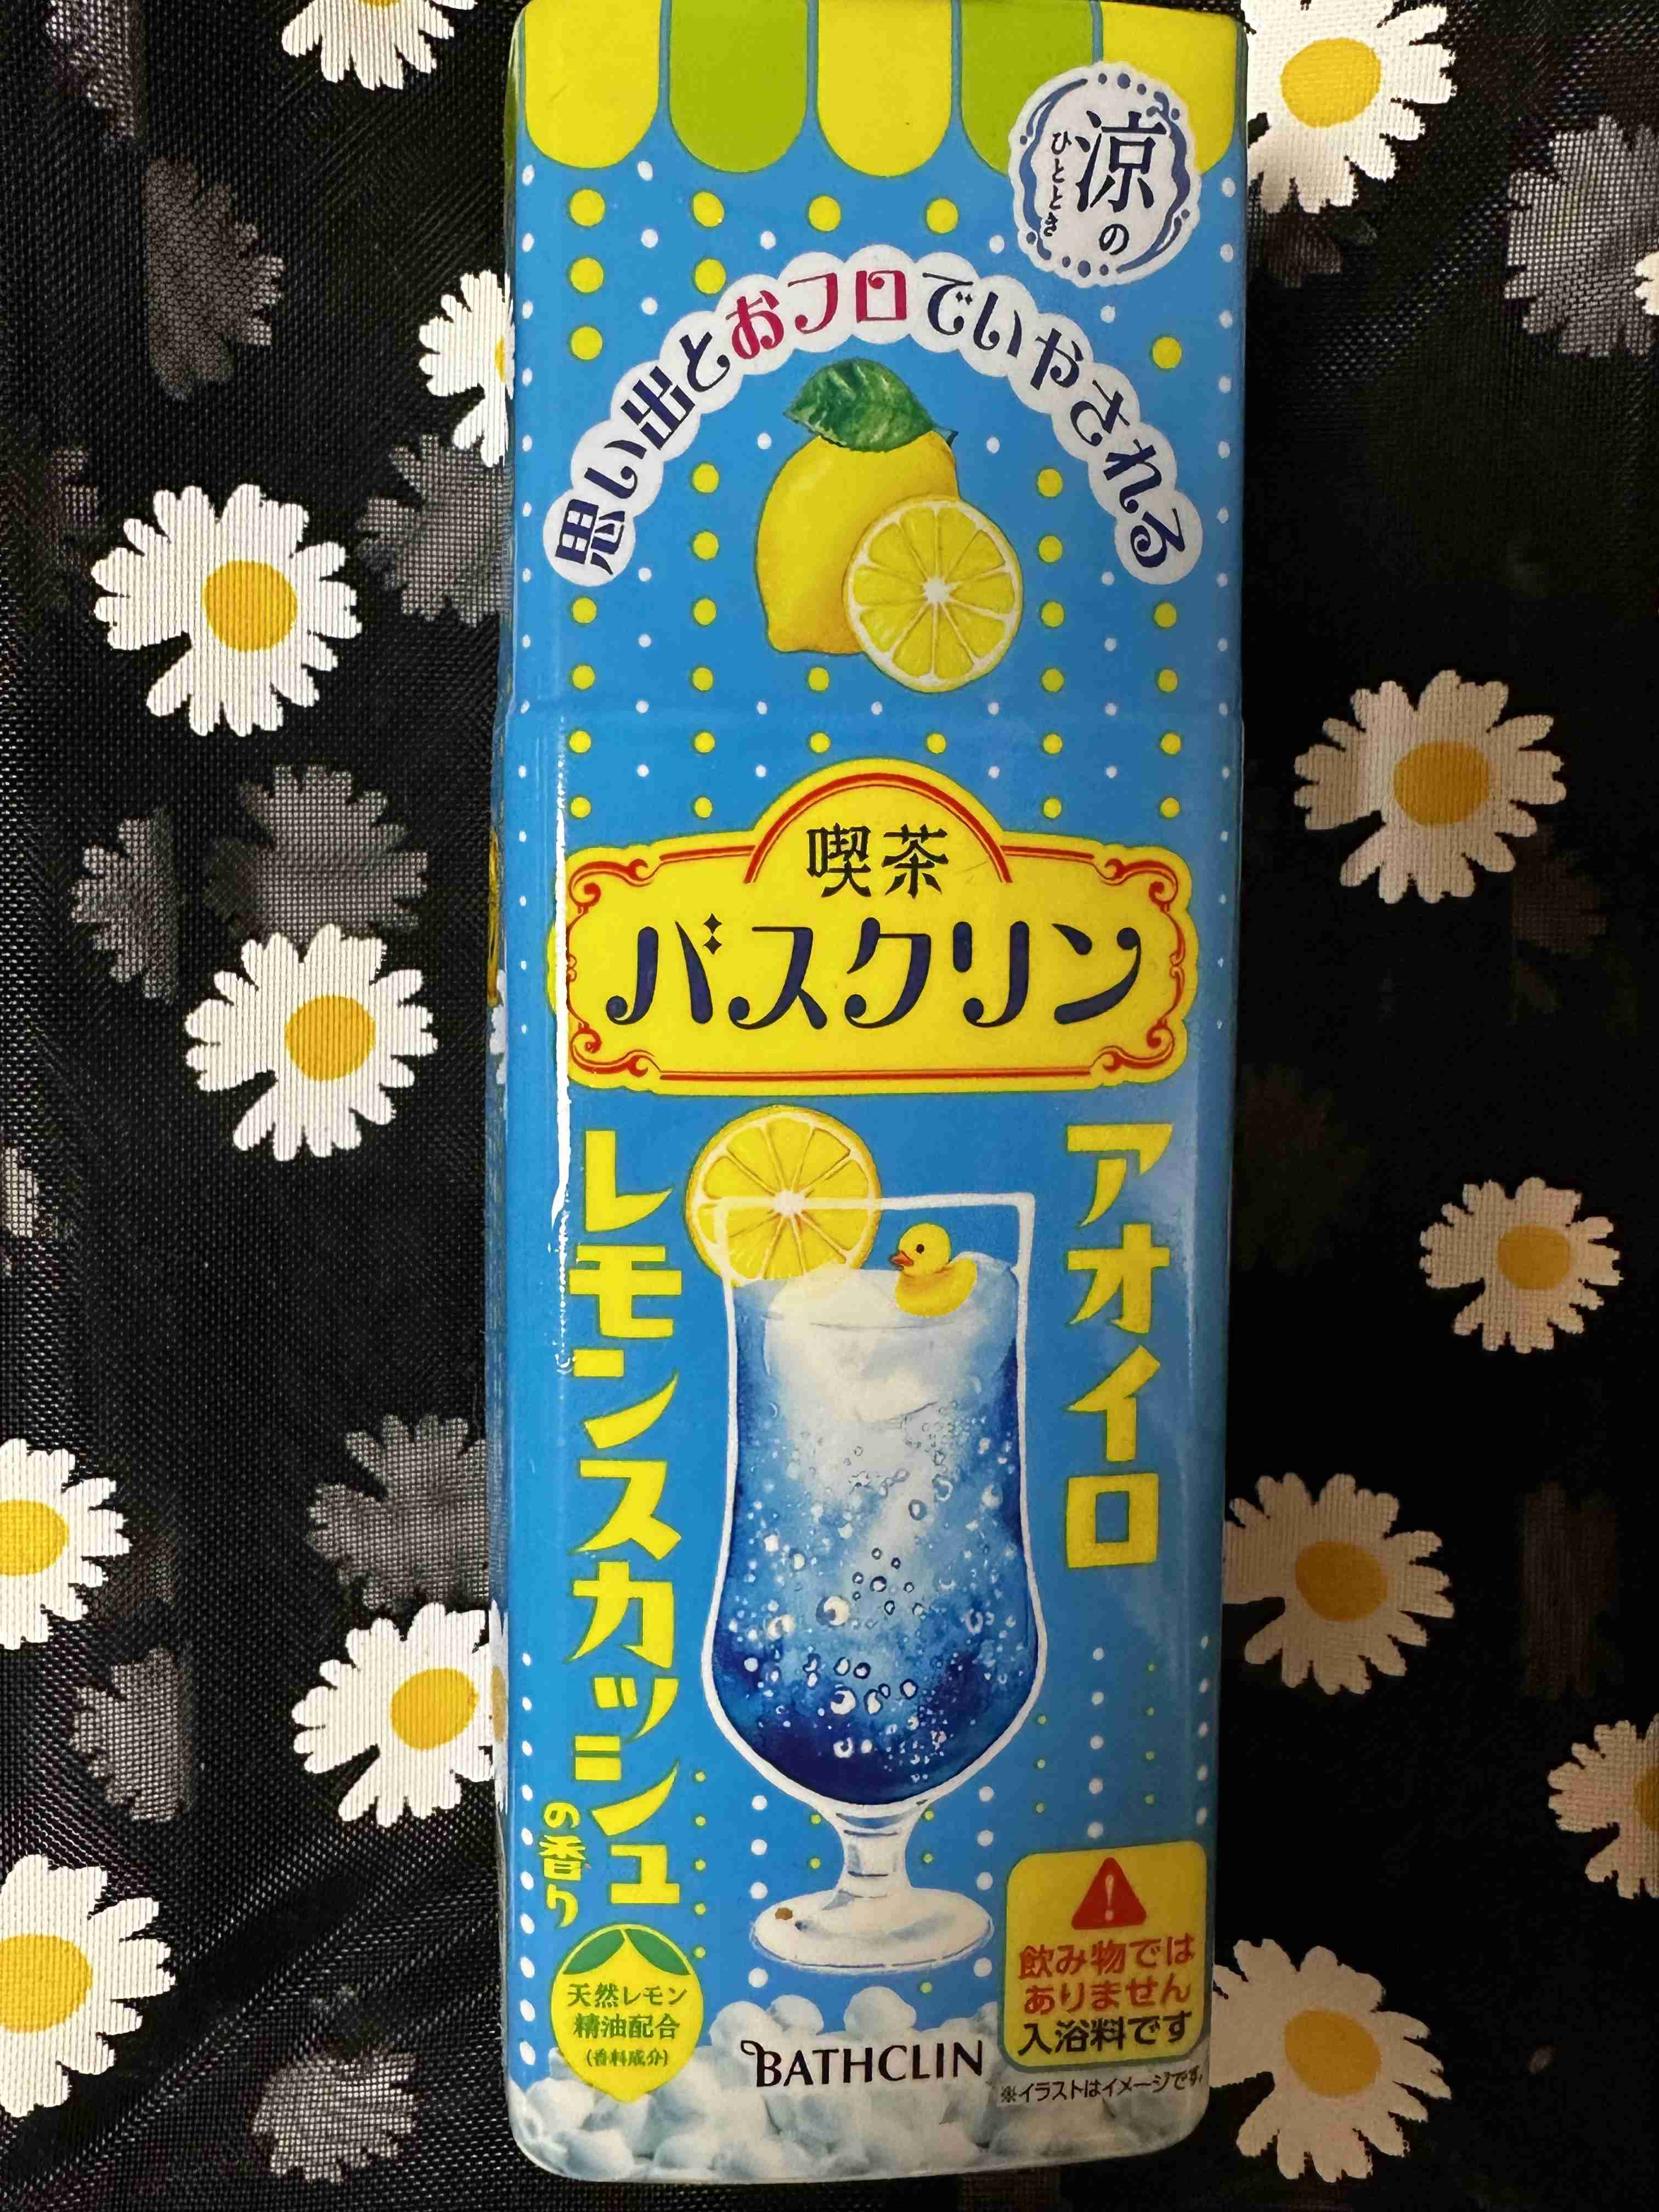 涼の
ひととき
思い出とおフロでいやされる
喫茶
バスクリン
アオイロ
レモンスカッシュ
の香り
天然レモン
精油配合
(香料成分)
BATHCLIN
飲み物では
ありません
入浴料です
※イラストはイメージです。